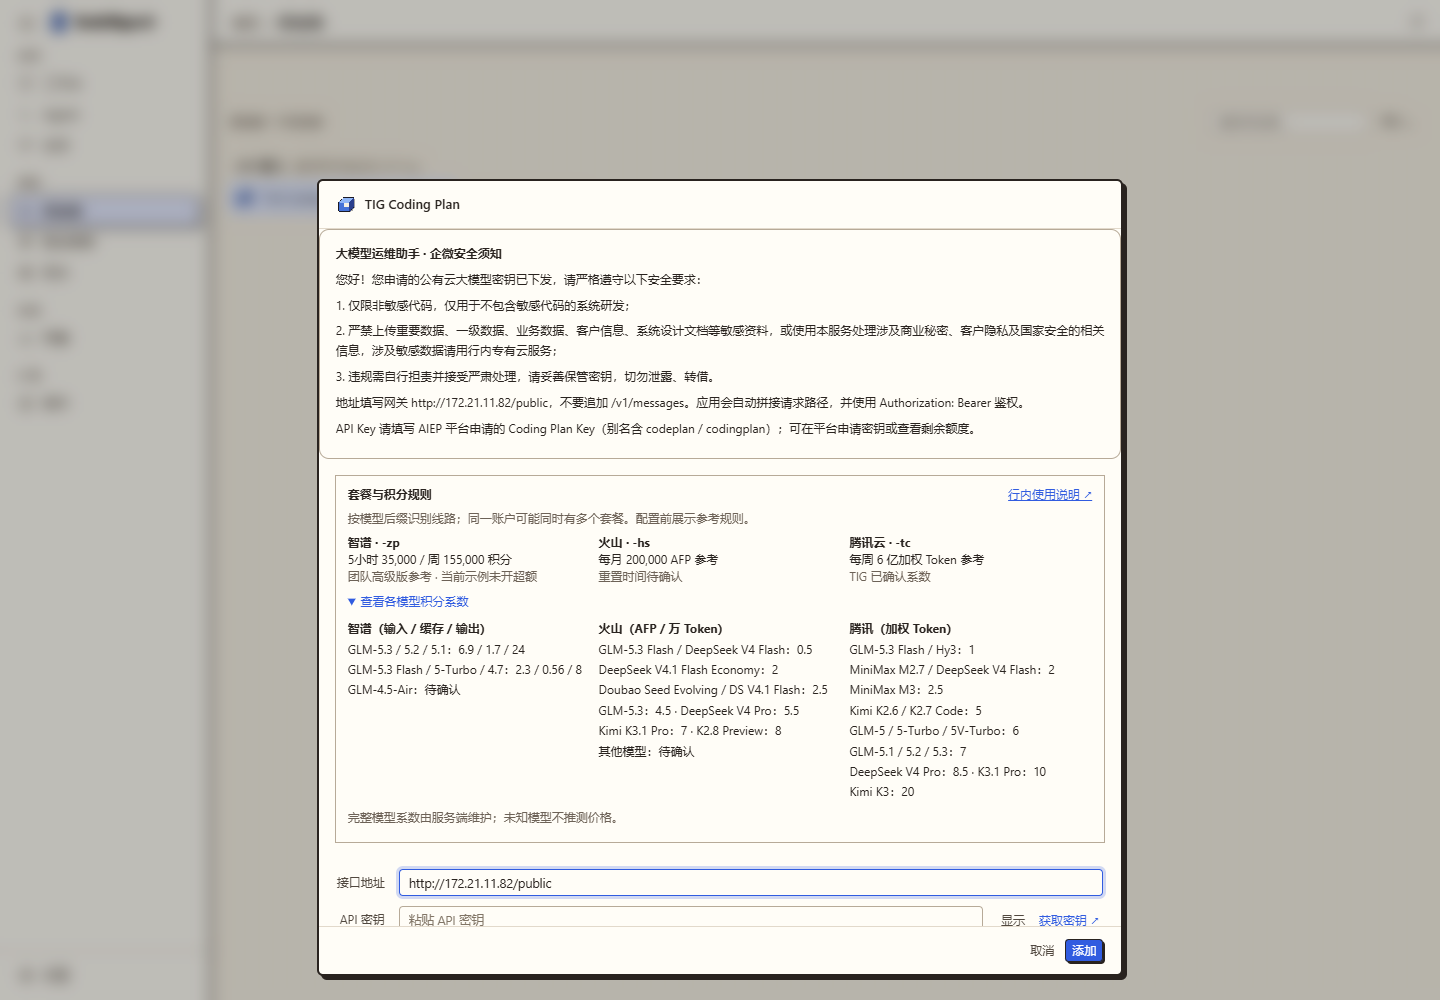 TIG Coding Plan
大模型运维助手 · 企微安全须知
您好！您申请的公有云大模型密钥已下发，请严格遵守以下安全要求：
1. 仅限非敏感代码，仅用于不包含敏感代码的系统研发；
2. 严禁上传重要数据、一级数据、业务数据、客户信息、系统设计文档等敏感资料，或使用本服务处理涉及商业秘密、客户隐私及国家安全的相关
信息，涉及敏感数据请用行内专有云服务；
3. 违规需自行担责并接受严肃处理，请妥善保管密钥，切勿泄露、转借。
地址填写网关 http://172.21.11.82/public，不要追加 /v1/messages。应用会自动拼接请求路径，并使用 Authorization: Bearer 鉴权。
API Key 请填写 AIEP 平台申请的 Coding Plan Key（别名含 codeplan / codingplan）；可在平台申请密钥或查看剩余额度。
套餐与积分规则
行内使用说明 ↗
按模型后缀识别线路；同一账户可能同时有多个套餐。配置前展示参考规则。
智谱 · -zp
5小时 35,000 / 周 155,000 积分
团队高级版参考 · 当前示例未开超额
火山 · -hs
每月 200,000 AFP 参考
重置时间待确认
腾讯云 · -tc
每周 6 亿加权 Token 参考
TIG 已确认系数
▼ 查看各模型积分系数
智谱（输入 / 缓存 / 输出）
GLM-5.3 / 5.2 / 5.1：6.9 / 1.7 / 24
GLM-5.3 Flash / 5-Turbo / 4.7：2.3 / 0.56 / 8
GLM-4.5-Air：待确认
火山（AFP / 万 Token）
GLM-5.3 Flash / DeepSeek V4 Flash：0.5
DeepSeek V4.1 Flash Economy：2
Doubao Seed Evolving / DS V4.1 Flash：2.5
GLM-5.3：4.5 · DeepSeek V4 Pro：5.5
Kimi K3.1 Pro：7 · K2.8 Preview：8
其他模型：待确认
腾讯（加权 Token）
GLM-5.3 Flash / Hy3：1
MiniMax M2.7 / DeepSeek V4 Flash：2
MiniMax M3：2.5
Kimi K2.6 / K2.7 Code：5
GLM-5 / 5-Turbo / 5V-Turbo：6
GLM-5.1 / 5.2 / 5.3：7
DeepSeek V4 Pro：8.5 · K3.1 Pro：10
Kimi K3：20
完整模型系数由服务端维护；未知模型不推测价格。
接口地址
http://172.21.11.82/public
API 密钥
粘贴 API 密钥
显示
获取密钥 ↗
取消
添加